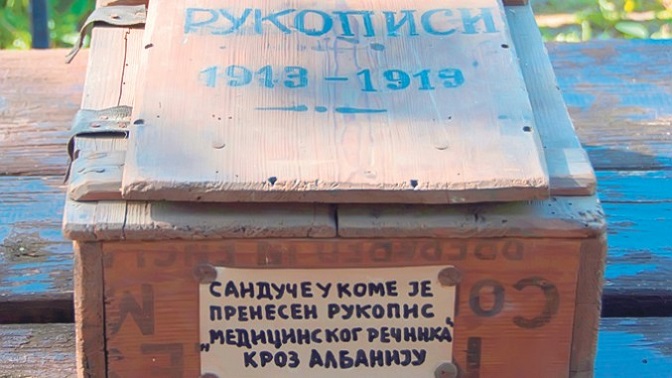 РУКОПИСИ
1913 – 1919
САНДУЧЕ У КОМЕ ЈЕ
ПРЕНЕСЕН РУКОПИС
„МЕДИЦИНСКОГ РЕЧНИКА“
КРОЗ АЛБАНИЈУ